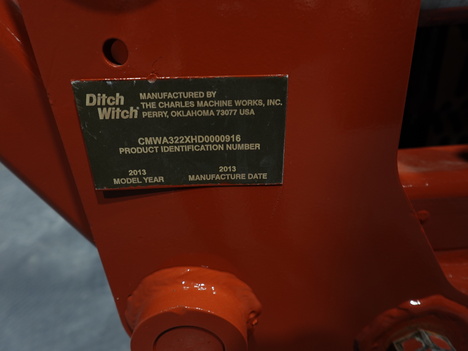 Ditch Witch
MANUFACTURED BY
THE CHARLES MACHINE WORKS, INC.
PERRY, OKLAHOMA 73077 USA
CMWA322XHD0000916
PRODUCT IDENTIFICATION NUMBER
2013 2013
MODEL YEAR MANUFACTURE DATE